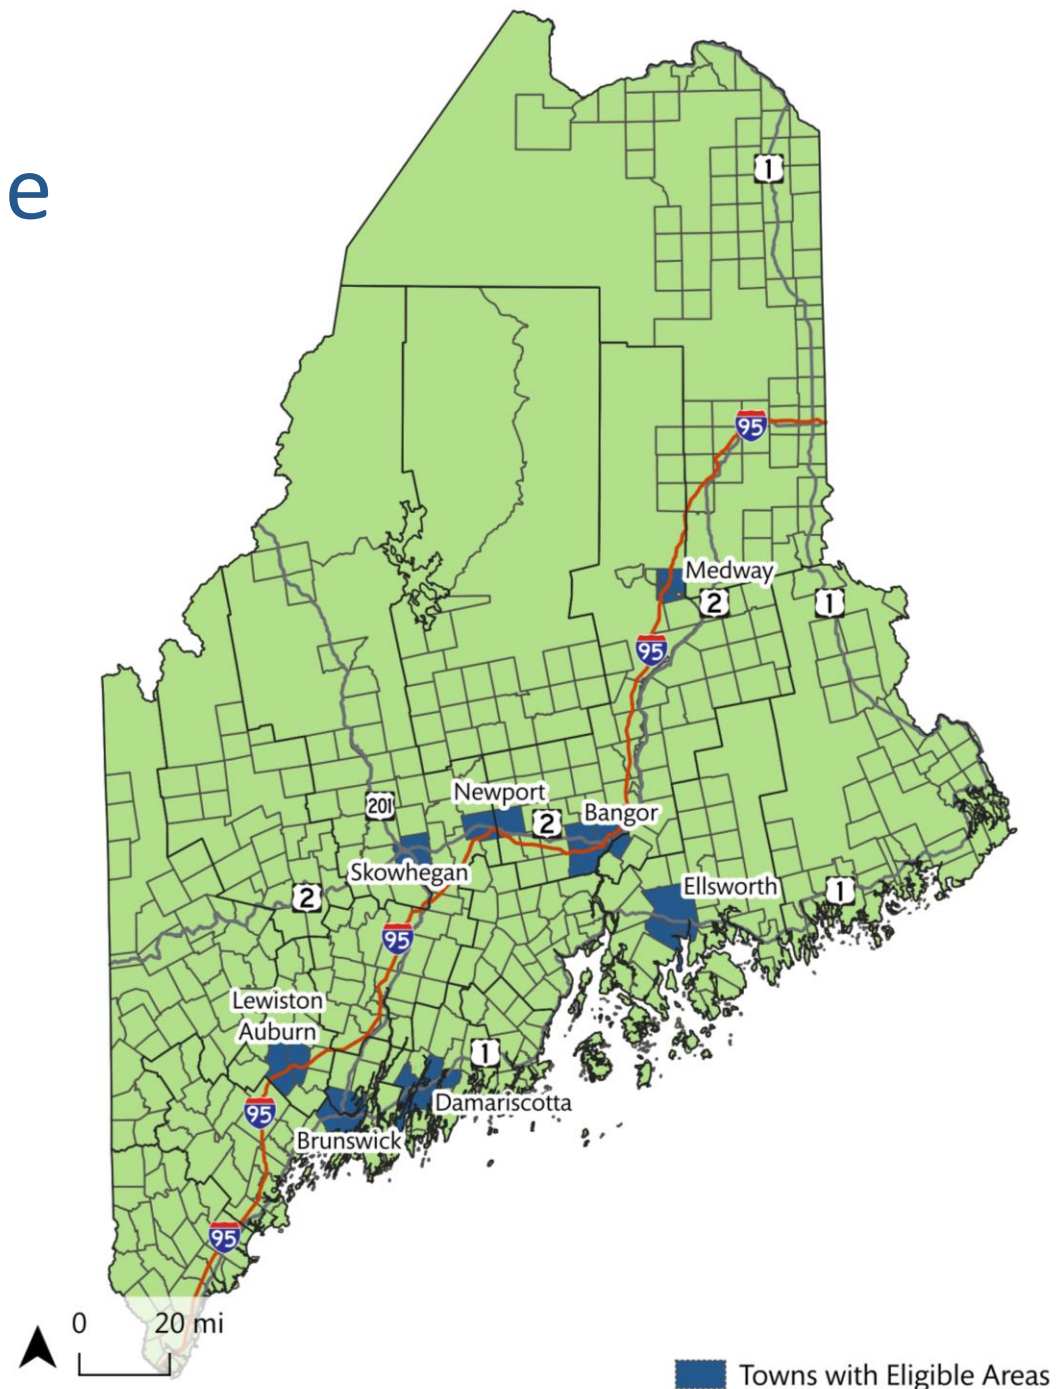 e
1
95
Medway
2
1
95
Newport
201
2
Bangor
Skowhegan
Ellsworth
2
1
95
Lewiston
Auburn
1
Damariscotta
95
Brunswick
95
0 20 mi
Towns with Eligible Areas